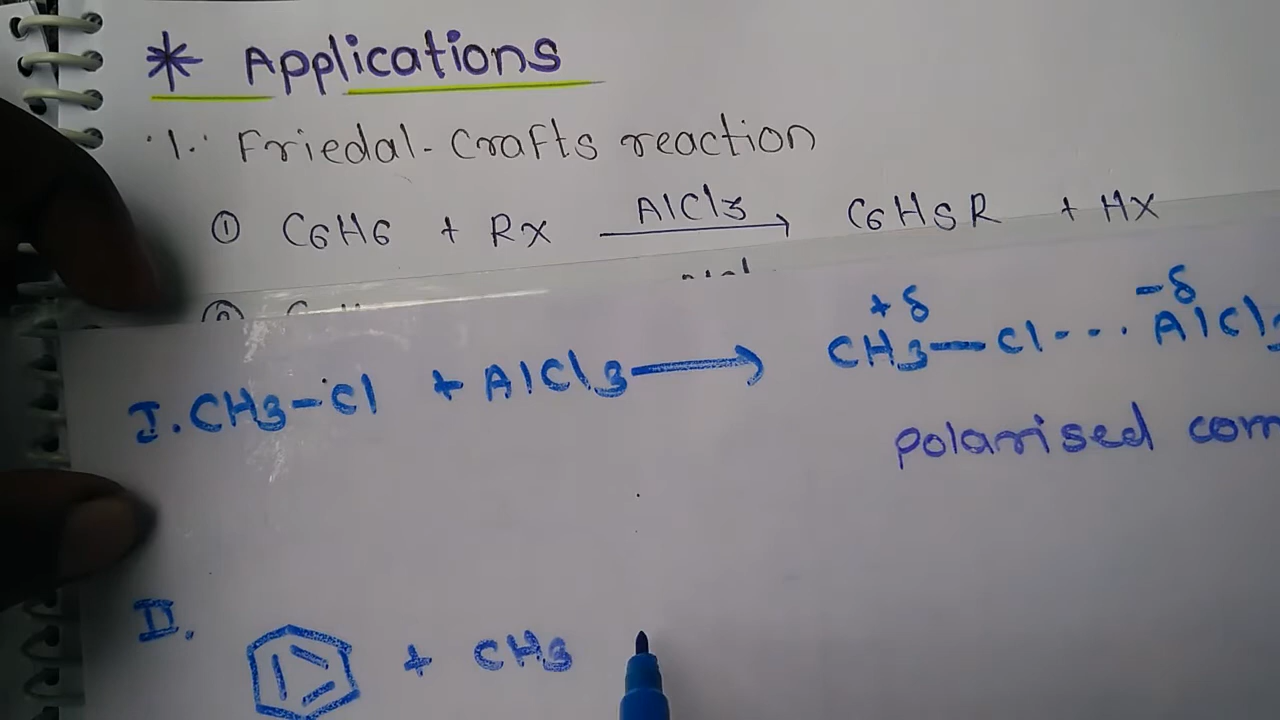 * Applications
1. Friedal-Crafts reaction
① C6H6 + Rx AlCl3 → C6H5R + HX
②
+δ -δ
I. CH3-Cl + AlCl3 → CH3-Cl... AlCl3
polarised com
II. + CH3